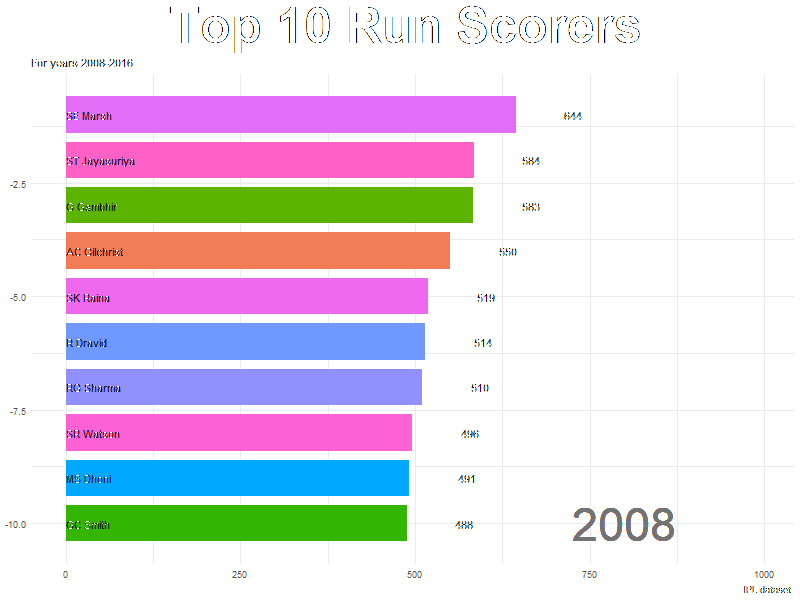 Top 10 Run Scorers
For years 2008-2016
SE Marsh 644
ST Jayasuriya 584
-2.5
G Gambhir 583
AC Gilchrist 550
SK Raina 519
-5.0
R Dravid 514
RG Sharma 510
-7.5
SR Watson 496
MS Dhoni 491
GC Smith 488
-10.0
2008
0 250 500 750 1000
IPL dataset